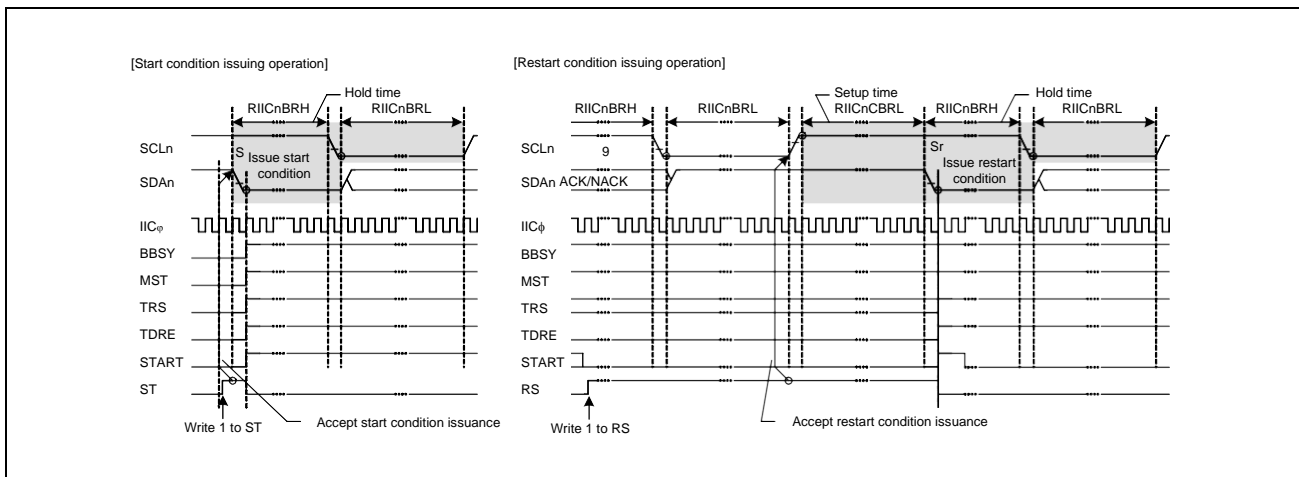 [Start condition issuing operation]
Hold time
RIICnBRH
RIICnBRL
SCLn
S
Issue start
condition
SDAn
IICφ
BBSY
MST
TRS
TDRE
START
ST
Write 1 to ST
Accept start condition issuance
[Restart condition issuing operation]
Setup time
Hold time
RIICnBRH
RIICnBRL
RIICnCBRL
RIICnBRH
RIICnBRL
SCLn
9
Sr
Issue restart
condition
SDAn ACK/NACK
IICϕ
BBSY
MST
TRS
TDRE
START
RS
Write 1 to RS
Accept restart condition issuance